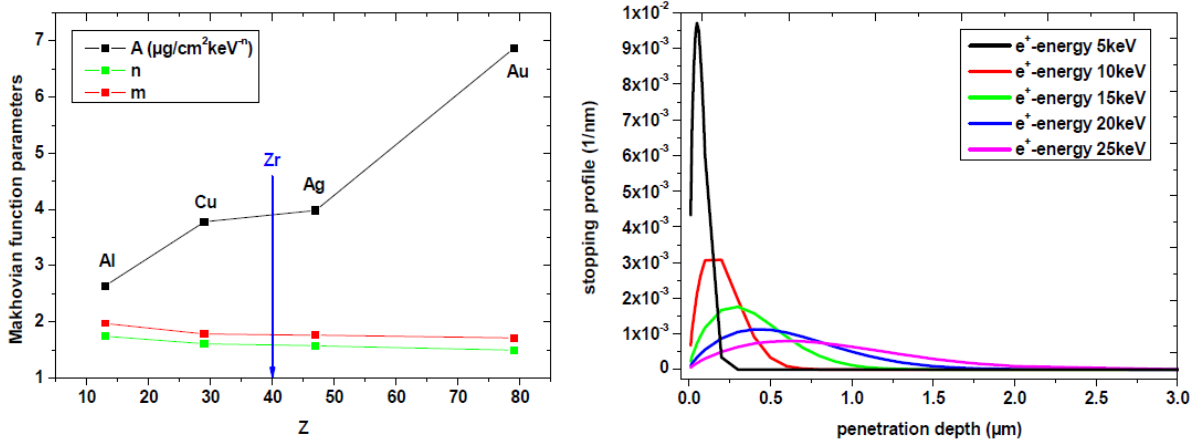 7
6
5
4
3
2
1
Makhovian function parameters
A (µg/cm²keV⁻ⁿ)
n
m
Al
Cu
Zr
Ag
Au
0 10 20 30 40 50 60 70 80
Z
1x10⁻²
9x10⁻³
8x10⁻³
7x10⁻³
6x10⁻³
5x10⁻³
4x10⁻³
3x10⁻³
2x10⁻³
1x10⁻³
0
stopping profile (1/nm)
e⁺-energy 5keV
e⁺-energy 10keV
e⁺-energy 15keV
e⁺-energy 20keV
e⁺-energy 25keV
0.0 0.5 1.0 1.5 2.0 2.5 3.0
penetration depth (µm)